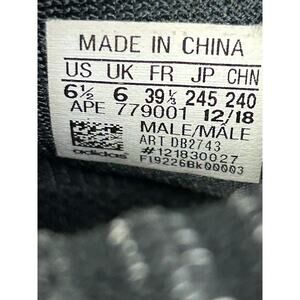 MADE IN CHINA
US UK FR JP CHN
6½ 6 39⅓ 245 240
APE 779001 12/18
MALE/MÂLE
ART DB2743
#121830027
adidas F19226Bk00003